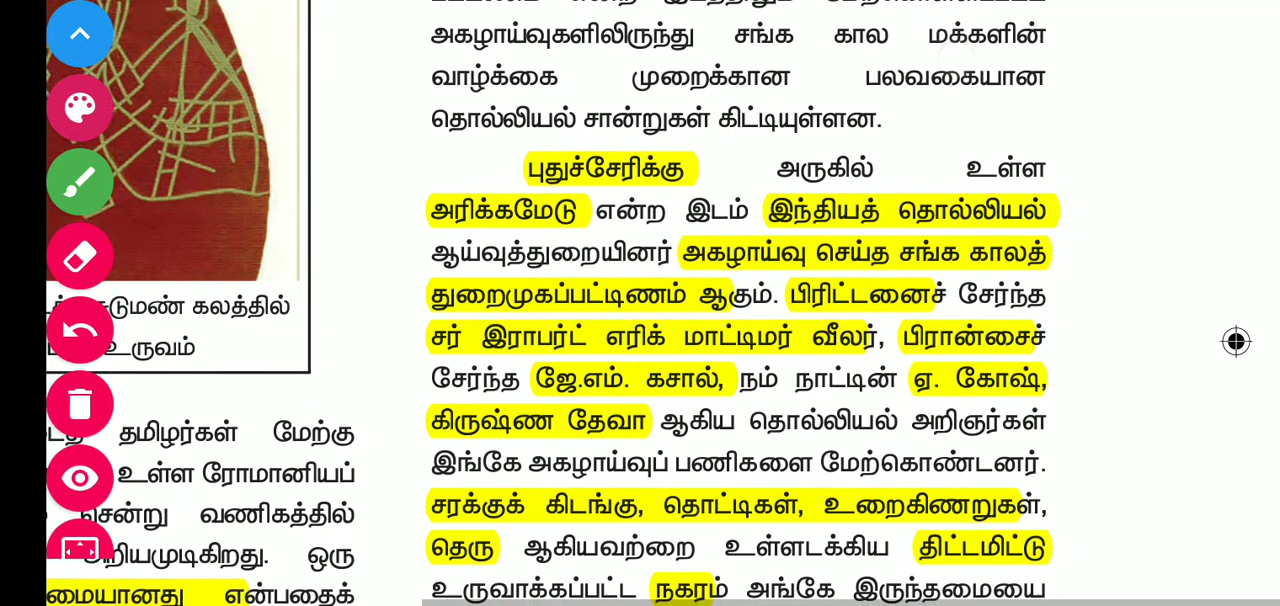 டுமண் கலத்தில்
உருவம்
தமிழர்கள் மேற்கு
உள்ள ரோமானியப்
சென்று வணிகத்தில்
றியமுடிகிறது. ஒரு
மையானது என்பதைக்
அகழாய்வுகளிலிருந்து சங்க கால மக்களின்
வாழ்க்கை முறைக்கான பலவகையான
தொல்லியல் சான்றுகள் கிட்டியுள்ளன.
புதுச்சேரிக்கு அருகில் உள்ள
அரிக்கமேடு என்ற இடம் இந்தியத் தொல்லியல்
ஆய்வுத்துறையினர் அகழாய்வு செய்த சங்க காலத்
துறைமுகப்பட்டிணம் ஆகும். பிரிட்டனைச் சேர்ந்த
சர் இராபர்ட் எரிக் மாட்டிமர் வீலர், பிரான்சைச்
சேர்ந்த ஜே.எம். கசால், நம் நாட்டின் ஏ. கோஷ்,
கிருஷ்ண தேவா ஆகிய தொல்லியல் அறிஞர்கள்
இங்கே அகழாய்வுப் பணிகளை மேற்கொண்டனர்.
சரக்குக் கிடங்கு, தொட்டிகள், உறைகிணறுகள்,
தெரு ஆகியவற்றை உள்ளடக்கிய திட்டமிட்டு
உருவாக்கப்பட்ட நகரம் அங்கே இருந்தமையை